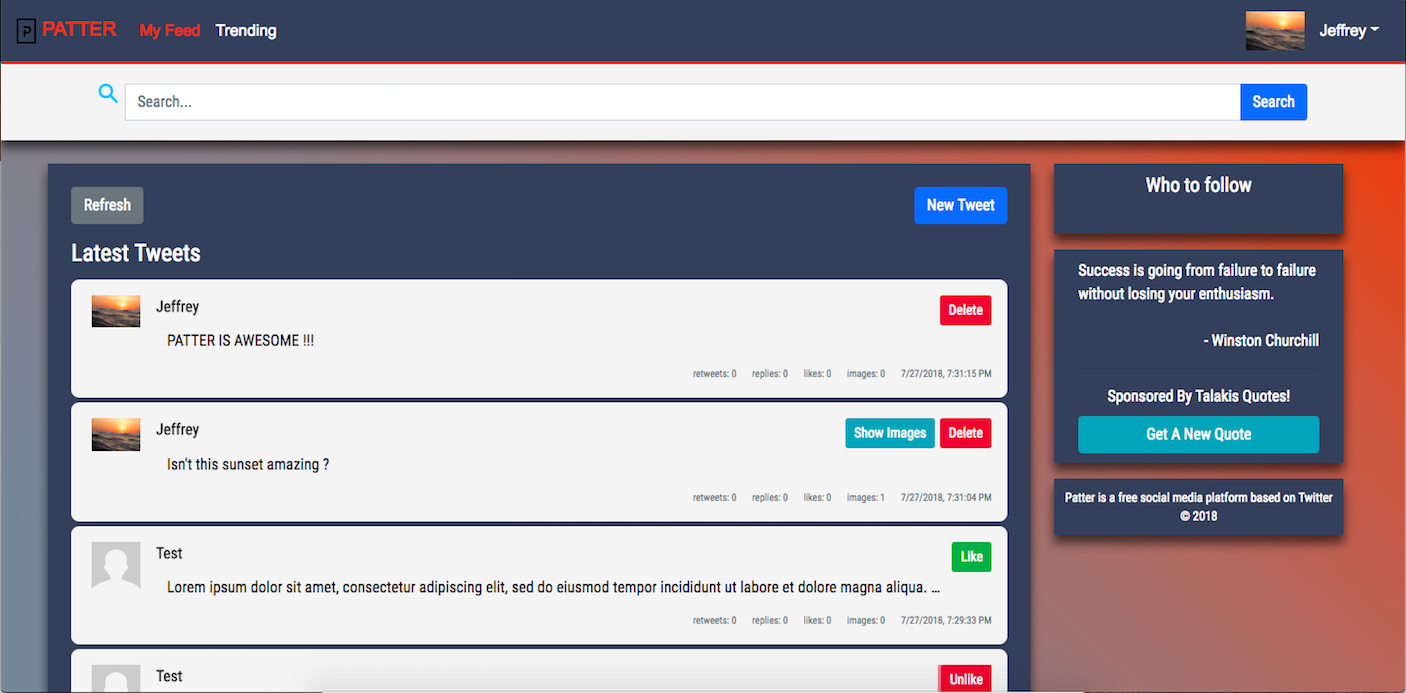 P PATTER My Feed Trending Jeffrey
Search... Search
Refresh New Tweet
Latest Tweets
Jeffrey Delete
PATTER IS AWESOME !!!
retweets: 0 replies: 0 likes: 0 images: 0 7/27/2018, 7:31:15 PM
Jeffrey Show Images Delete
Isn't this sunset amazing ?
retweets: 0 replies: 0 likes: 0 images: 1 7/27/2018, 7:31:04 PM
Test Like
Lorem ipsum dolor sit amet, consectetur adipiscing elit, sed do eiusmod tempor incididunt ut labore et dolore magna aliqua. ...
retweets: 0 replies: 0 likes: 0 images: 0 7/27/2018, 7:29:33 PM
Test Unlike
Who to follow
Success is going from failure to failure
without losing your enthusiasm.
- Winston Churchill
Sponsored By Talakis Quotes!
Get A New Quote
Patter is a free social media platform based on Twitter
© 2018